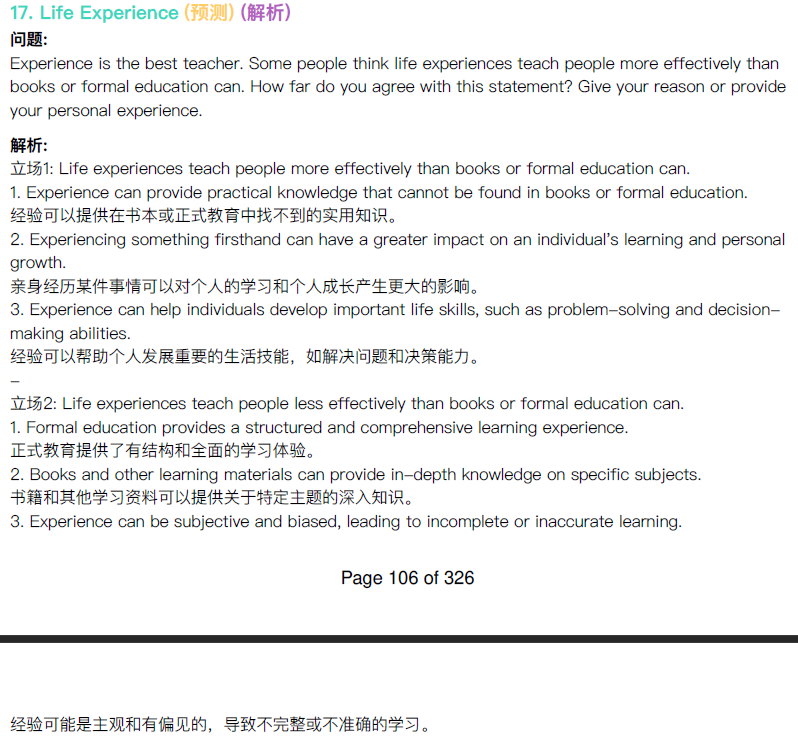 17. Life Experience (预测) (解析)
问题:
Experience is the best teacher. Some people think life experiences teach people more effectively than
books or formal education can. How far do you agree with this statement? Give your reason or provide
your personal experience.
解析:
立场1: Life experiences teach people more effectively than books or formal education can.
1. Experience can provide practical knowledge that cannot be found in books or formal education.
经验可以提供在书本或正式教育中找不到的实用知识。
2. Experiencing something firsthand can have a greater impact on an individual's learning and personal
growth.
亲身经历某件事情可以对个人的学习和个人成长产生更大的影响。
3. Experience can help individuals develop important life skills, such as problem-solving and decision-
making abilities.
经验可以帮助个人发展重要的生活技能，如解决问题和决策能力。
–
立场2: Life experiences teach people less effectively than books or formal education can.
1. Formal education provides a structured and comprehensive learning experience.
正式教育提供了有结构和全面的学习体验。
2. Books and other learning materials can provide in-depth knowledge on specific subjects.
书籍和其他学习资料可以提供关于特定主题的深入知识。
3. Experience can be subjective and biased, leading to incomplete or inaccurate learning.
Page 106 of 326
经验可能是主观和有偏见的，导致不完整或不准确的学习。